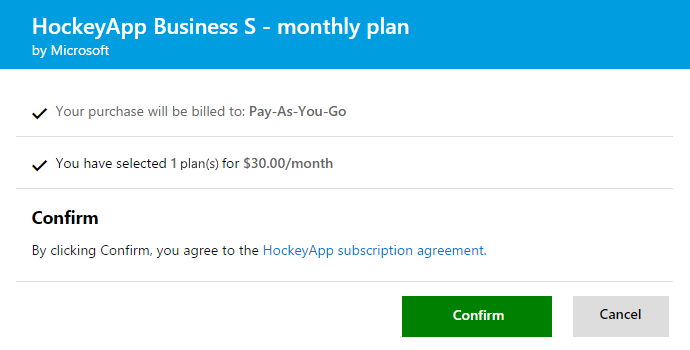 HockeyApp Business S - monthly plan
by Microsoft
Your purchase will be billed to: Pay-As-You-Go
You have selected 1 plan(s) for $30.00/month
Confirm
By clicking Confirm, you agree to the HockeyApp subscription agreement.
Confirm
Cancel